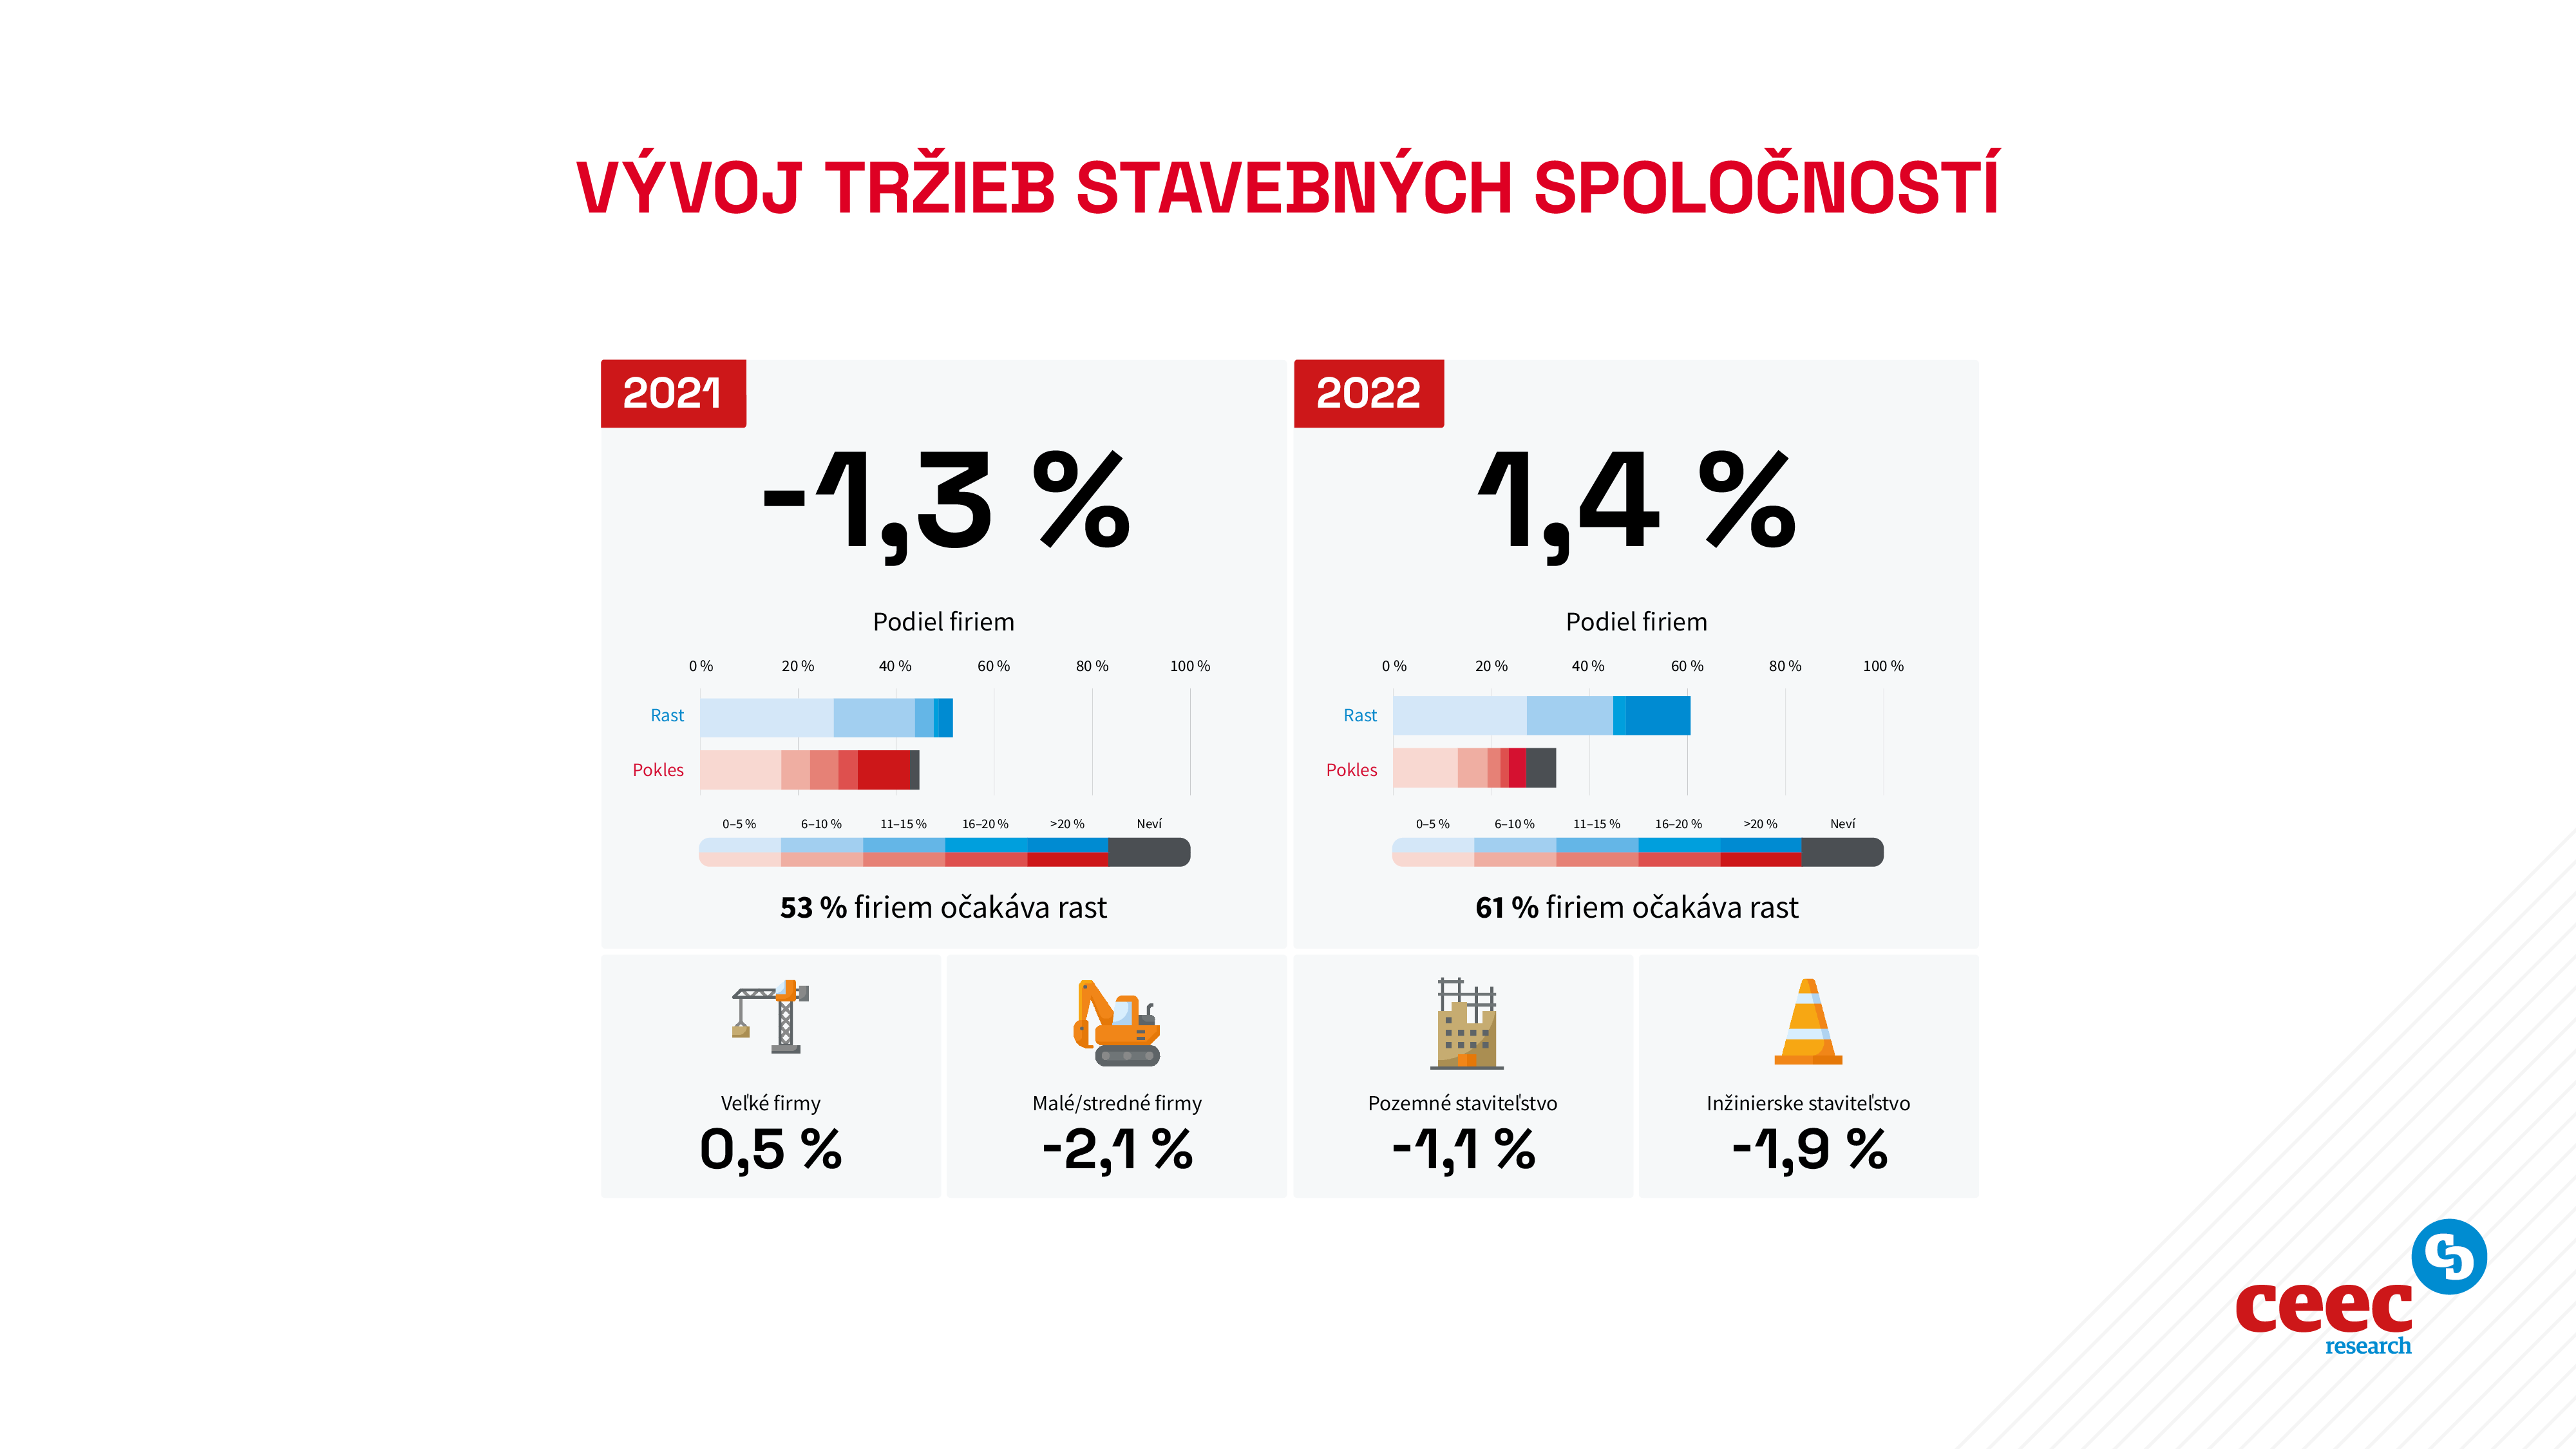 VÝVOJ TRŽIEB STAVEBNÝCH SPOLOČNOSTÍ
2021
-1,3 %
Podiel firiem
0 % 20 % 40 % 60 % 80 % 100 %
Rast
Pokles
0–5 % 6–10 % 11–15 % 16–20 % >20 % Neví
53 % firiem očakáva rast
2022
1,4 %
Podiel firiem
0 % 20 % 40 % 60 % 80 % 100 %
Rast
Pokles
0–5 % 6–10 % 11–15 % 16–20 % >20 % Neví
61 % firiem očakáva rast
Veľké firmy
0,5 %
Malé/stredné firmy
-2,1 %
Pozemné staviteľstvo
-1,1 %
Inžinierske staviteľstvo
-1,9 %
ceec
research